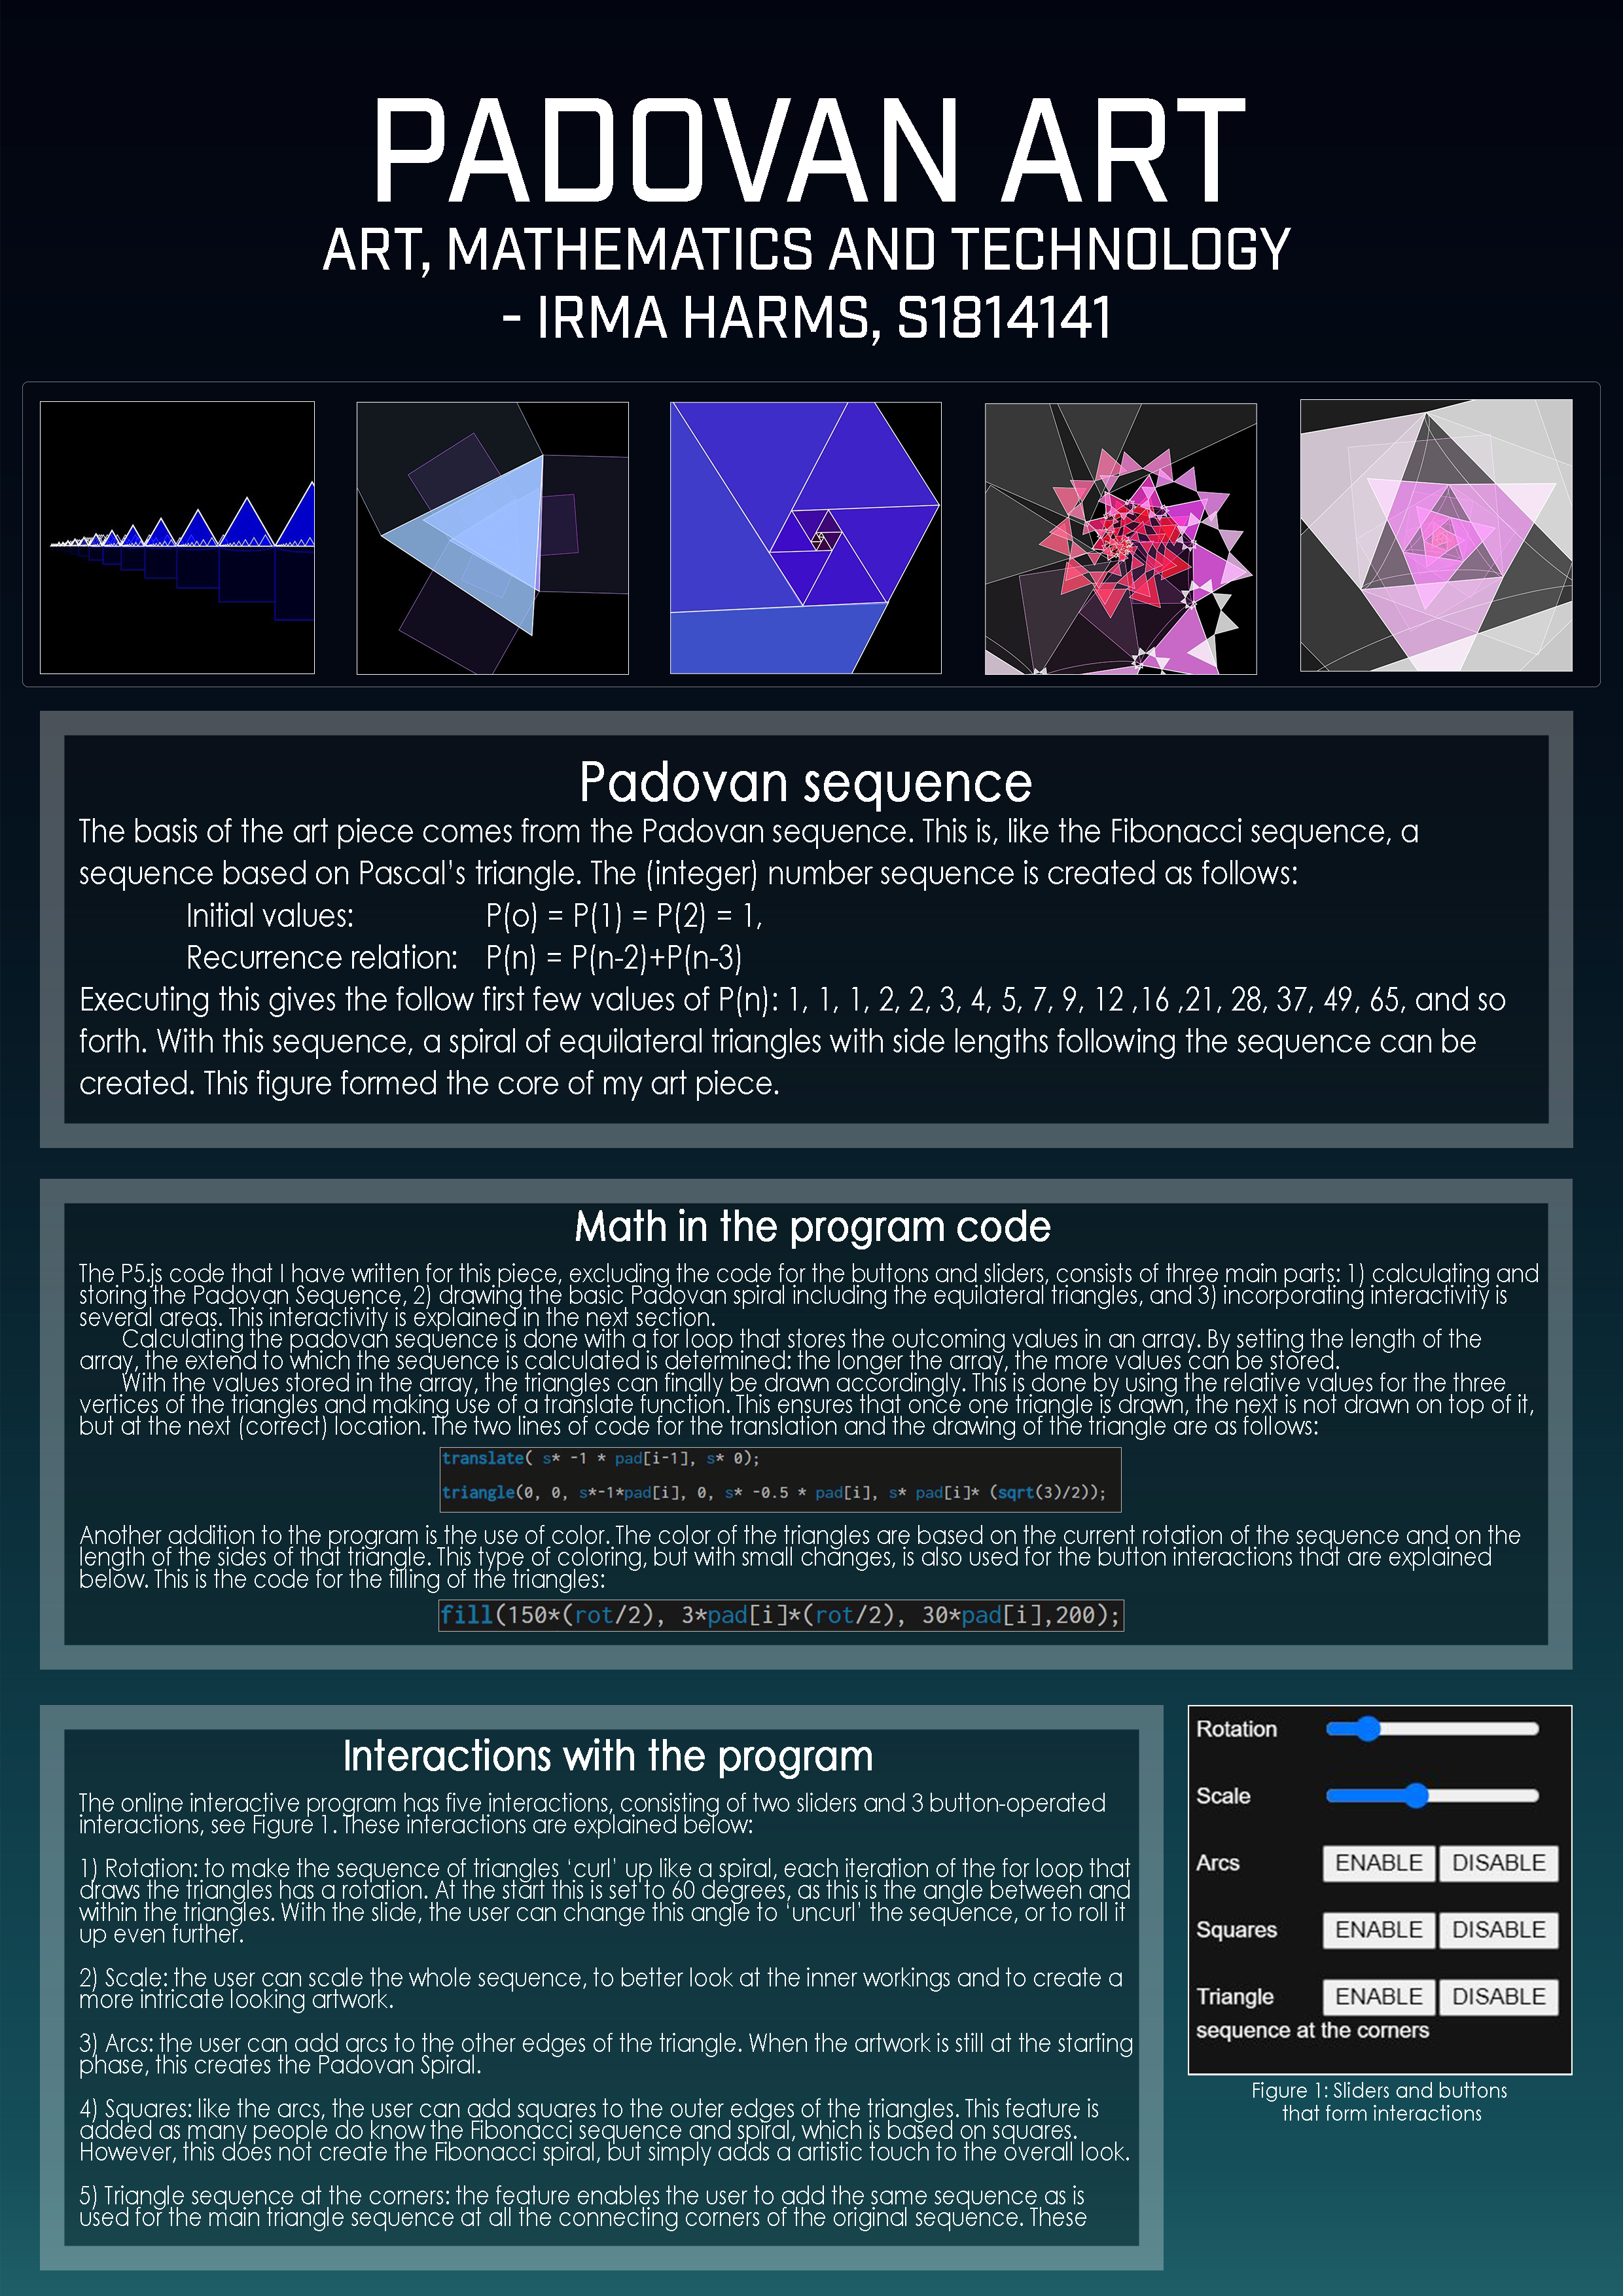 PADOVAN ART
ART, MATHEMATICS AND TECHNOLOGY
- IRMA HARMS, S1814141
Padovan sequence
The basis of the art piece comes from the Padovan sequence. This is, like the Fibonacci sequence, a
sequence based on Pascal's triangle. The (integer) number sequence is created as follows:
Initial values: P(o) = P(1) = P(2) = 1,
Recurrence relation: P(n) = P(n-2)+P(n-3)
Executing this gives the follow first few values of P(n): 1, 1, 1, 2, 2, 3, 4, 5, 7, 9, 12 ,16 ,21, 28, 37, 49, 65, and so
forth. With this sequence, a spiral of equilateral triangles with side lengths following the sequence can be
created. This figure formed the core of my art piece.
Math in the program code
The P5.js code that I have written for this piece, excluding the code for the buttons and sliders, consists of three main parts: 1) calculating and
storing the Padovan Sequence, 2) drawing the basic Padovan spiral including the equilateral triangles, and 3) incorporating interactivity is
several areas. This interactivity is explained in the next section.
Calculating the padovan sequence is done with a for loop that stores the outcoming values in an array. By setting the length of the
array, the extend to which the sequence is calculated is determined: the longer the array, the more values can be stored.
With the values stored in the array, the triangles can finally be drawn accordingly. This is done by using the relative values for the three
vertices of the triangles and making use of a translate function. This ensures that once one triangle is drawn, the next is not drawn on top of it,
but at the next (correct) location. The two lines of code for the translation and the drawing of the triangle are as follows:
translate( s* -1 * pad[i-1], s* 0);
triangle(0, 0, s*-1*pad[i], 0, s* -0.5 * pad[i], s* pad[i]* (sqrt(3)/2));
Another addition to the program is the use of color. The color of the triangles are based on the current rotation of the sequence and on the
length of the sides of that triangle. This type of coloring, but with small changes, is also used for the button interactions that are explained
below. This is the code for the filling of the triangles:
fill(150*(rot/2), 3*pad[i]*(rot/2), 30*pad[i],200);
Interactions with the program
The online interactive program has five interactions, consisting of two sliders and 3 button-operated
interactions, see Figure 1. These interactions are explained below:
1) Rotation: to make the sequence of triangles 'curl' up like a spiral, each iteration of the for loop that
draws the triangles has a rotation. At the start this is set to 60 degrees, as this is the angle between and
within the triangles. With the slide, the user can change this angle to 'uncurl' the sequence, or to roll it
up even further.
2) Scale: the user can scale the whole sequence, to better look at the inner workings and to create a
more intricate looking artwork.
3) Arcs: the user can add arcs to the other edges of the triangle. When the artwork is still at the starting
phase, this creates the Padovan Spiral.
4) Squares: like the arcs, the user can add squares to the outer edges of the triangles. This feature is
added as many people do know the Fibonacci sequence and spiral, which is based on squares.
However, this does not create the Fibonacci spiral, but simply adds a artistic touch to the overall look.
5) Triangle sequence at the corners: the feature enables the user to add the same sequence as is
used for the main triangle sequence at all the connecting corners of the original sequence. These
Rotation
Scale
Arcs ENABLE DISABLE
Squares ENABLE DISABLE
Triangle ENABLE DISABLE
sequence at the corners
Figure 1: Sliders and buttons
that form interactions